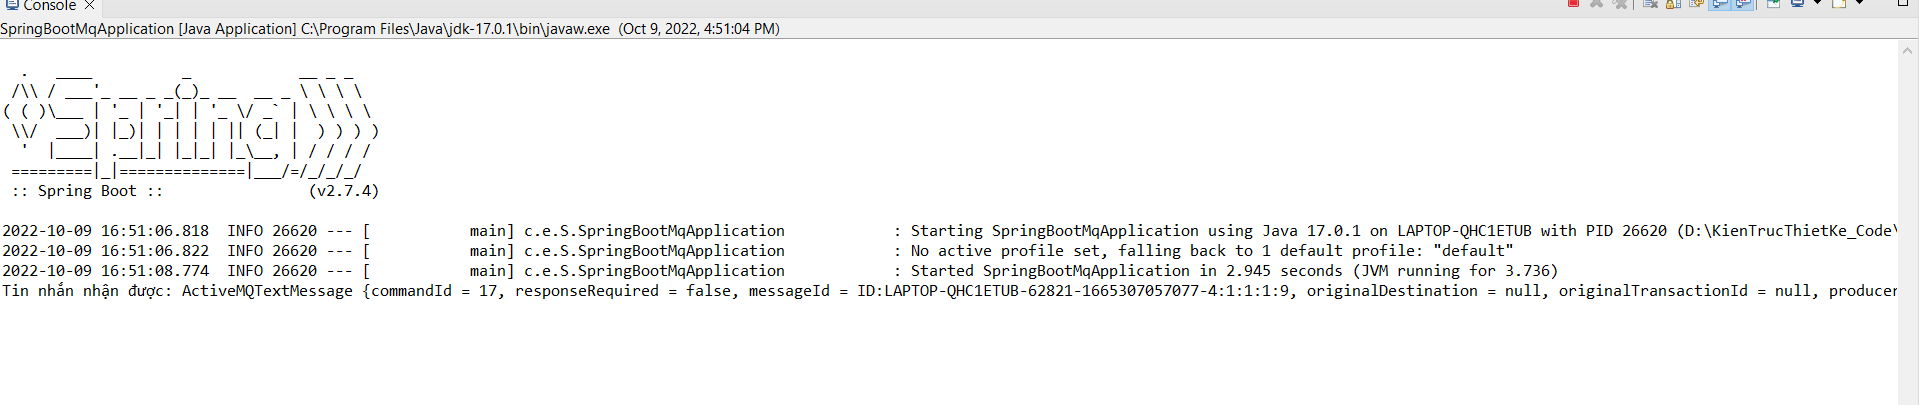 Console
SpringBootMqApplication [Java Application] C:\Program Files\Java\jdk-17.0.1\bin\javaw.exe (Oct 9, 2022, 4:51:04 PM)
  .   ____          _            __ _ _
 /\\ / ___'_ __ _ _(_)_ __  __ _ \ \ \ \
( ( )\___ | '_ | '_| | '_ \/ _` | \ \ \ \
 \\/  ___)| |_)| | | | | || (_| |  ) ) ) )
  '  |____| .__|_| |_|_| |_\__, | / / / /
 =========|_|==============|___/=/_/_/_/
 :: Spring Boot ::                (v2.7.4)
2022-10-09 16:51:06.818  INFO 26620 --- [           main] c.e.S.SpringBootMqApplication            : Starting SpringBootMqApplication using Java 17.0.1 on LAPTOP-QHC1ETUB with PID 26620 (D:\KienTrucThietKe_Code\
2022-10-09 16:51:06.822  INFO 26620 --- [           main] c.e.S.SpringBootMqApplication            : No active profile set, falling back to 1 default profile: "default"
2022-10-09 16:51:08.774  INFO 26620 --- [           main] c.e.S.SpringBootMqApplication            : Started SpringBootMqApplication in 2.945 seconds (JVM running for 3.736)
Tin nhắn nhận được: ActiveMQTextMessage {commandId = 17, responseRequired = false, messageId = ID:LAPTOP-QHC1ETUB-62821-1665307057077-4:1:1:1:9, originalDestination = null, originalTransactionId = null, producer